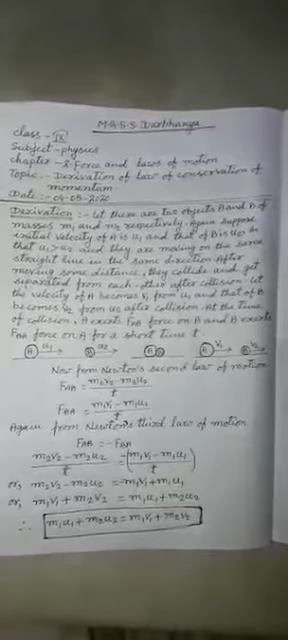 M.G.S.S. Darbhanga
Class - IX
Subject - physics
Chapter - 2. Force and laws of motion
Topic - Derivation of law of conservation of
momentum.
Date :- 04-05-2020
Derivation :- Let there are two objects A and B of
masses m₁ and m₂ respectively. Again suppose
initial velocity of A is u₁ and that of B is u₂, so
that u₁ > u₂ and they are moving on the same
straight line in the same direction. After
moving some distance, they collide and get
separated from each-other after collision. Let
the velocity of A becomes v₁ from u₁ and that of B
becomes v₂ from u₂ after collision. At the time
of collision, A exerts F_AB force on A and B exerts
F_BA force on A for a short time t.
A u₁ B u₂ A B A v₁ B v₂
Now from Newton's second law of motion
F_AB = m₂v₂ - m₂u₂ / t
F_BA = m₁v₁ - m₁u₁ / t
Again from Newton's third law of motion
F_AB = - F_BA
m₂v₂ - m₂u₂ / t = - (m₁v₁ - m₁u₁ / t)
or, m₂v₂ - m₂u₂ = -m₁v₁ + m₁u₁
or, m₁v₁ + m₂v₂ = m₁u₁ + m₂u₂
∴ m₁u₁ + m₂u₂ = m₁v₁ + m₂v₂